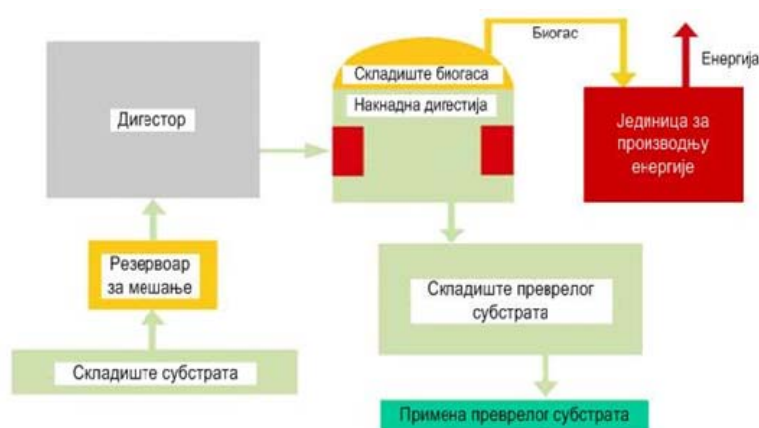 Биогас
Енергија
Складиште биогаса
Накнадна дигестија
Дигестор
Јединица за
производњу
енергије
Резервоар
за мешање
Складиште преврелог
субстрата
Складиште субстрата
Примена преврелог субстрата